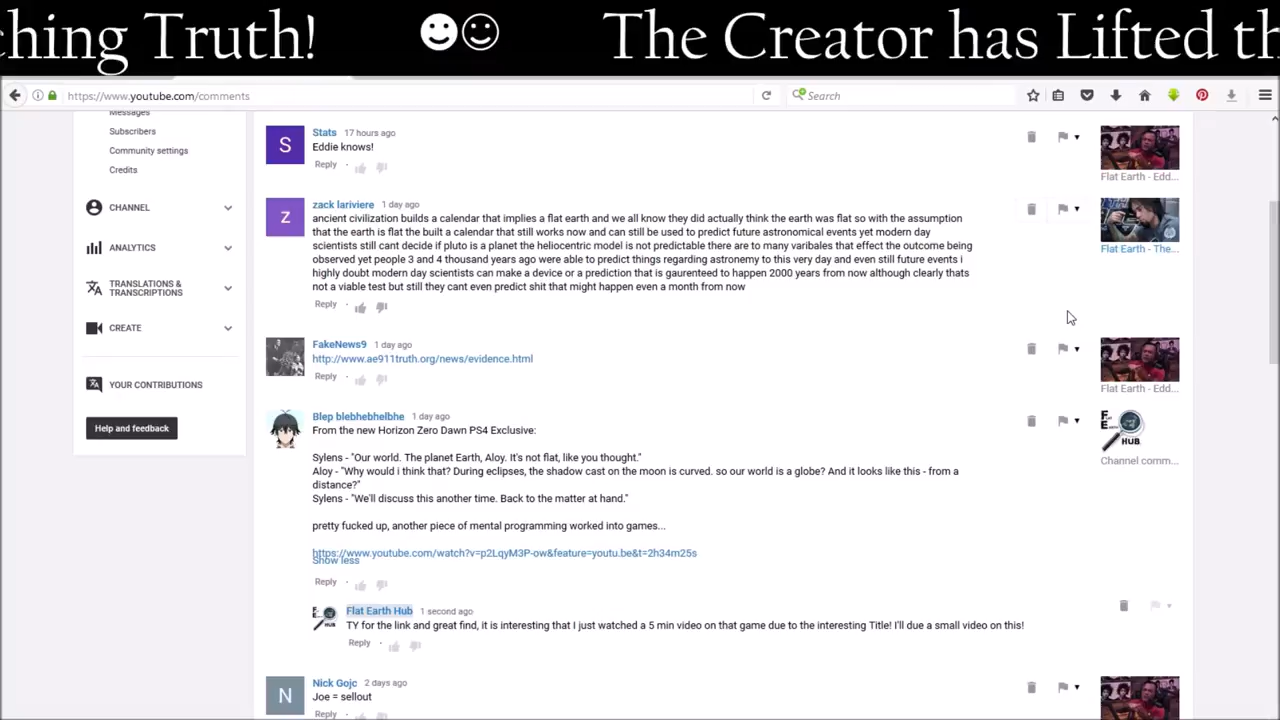 ching Truth! ☻☺ The Creator has Lifted th
https://www.youtube.com/comments
Search
Messages
Subscribers
Community settings
Credits
CHANNEL
ANALYTICS
TRANSLATIONS &
TRANSCRIPTIONS
CREATE
YOUR CONTRIBUTIONS
Help and feedback
S
Stats 17 hours ago
Eddie knows!
Reply
Flat Earth - Edd...
Z
zack lariviere 1 day ago
ancient civilization builds a calendar that implies a flat earth and we all know they did actually think the earth was flat so with the assumption
that the earth is flat the built a calendar that still works now and can still be used to predict future astronomical events yet modern day
scientists still cant decide if pluto is a planet the heliocentric model is not predictable there are to many varibales that effect the outcome being
observed yet people 3 and 4 thousand years ago were able to predict things regarding astronemy to this very day and even still future events i
highly doubt modern day scientists can make a device or a prediction that is gaurenteed to happen 2000 years from now although clearly thats
not a viable test but still they cant even predict shit that might happen even a month from now
Reply
Flat Earth - The...
FakeNews9 1 day ago
http://www.ae911truth.org/news/evidence.html
Reply
Flat Earth - Edd...
Blep blebhebhelbhe 1 day ago
From the new Horizon Zero Dawn PS4 Exclusive:
Sylens - "Our world. The planet Earth, Aloy. It's not flat, like you thought."
Aloy - "Why would i think that? During eclipses, the shadow cast on the moon is curved. so our world is a globe? And it looks like this - from a
distance?"
Sylens - "We'll discuss this another time. Back to the matter at hand."
pretty fucked up, another piece of mental programming worked into games...
https://www.youtube.com/watch?v=p2LqyM3P-ow&feature=youtu.be&t=2h34m25s
Show less
Reply
HUB
Channel comm...
Flat Earth Hub 1 second ago
TY for the link and great find, it is interesting that I just watched a 5 min video on that game due to the interesting Title! I'll due a small video on this!
Reply
N
Nick Gojc 2 days ago
Joe = sellout
Reply